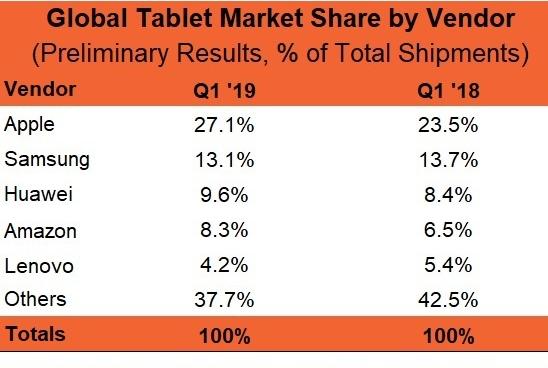 Global Tablet Market Share by Vendor
(Preliminary Results, % of Total Shipments)
Vendor Q1 '19 Q1 '18
Apple 27.1% 23.5%
Samsung 13.1% 13.7%
Huawei 9.6% 8.4%
Amazon 8.3% 6.5%
Lenovo 4.2% 5.4%
Others 37.7% 42.5%
Totals 100% 100%